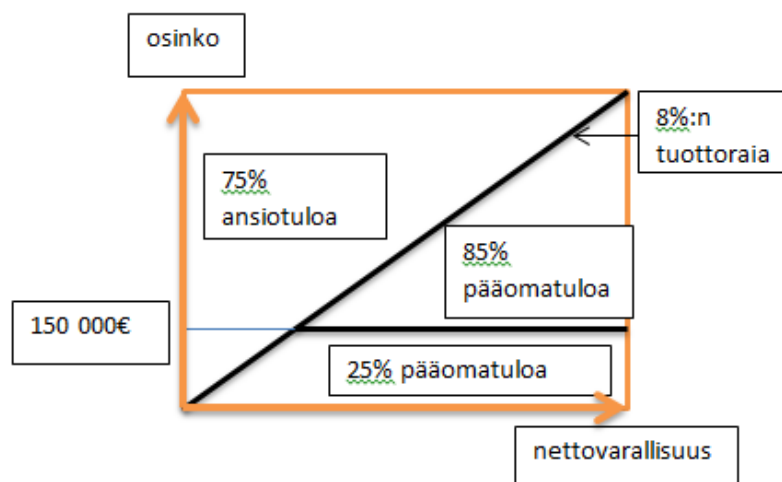 osinko
8%:n
tuottoraia
75%
ansiotuloa
85%
pääomatuloa
150 000€
25% pääomatuloa
nettovarallisuus